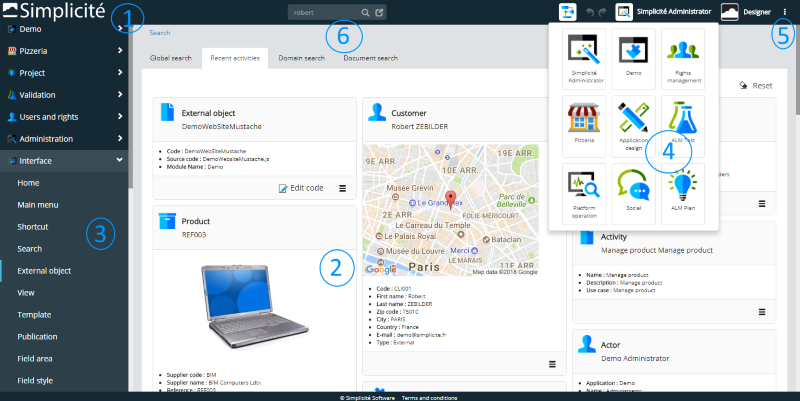 Simplicité
1
robert
Simplicité Administrator
Designer
5
Demo
Pizzeria
Project
Validation
Users and rights
Administration
Interface
Home
Main menu
Shortcut
Search
3
External object
View
Template
Publication
Field area
Field style
Search
6
Global search
Recent activities
Domain search
Document search
Reset
External object
DemoWebSiteMustache
Code : DemoWebSiteMustache
Source code : DemoWebsiteMustache.js
Module Name : Demo
Edit code
Product
REF003
Supplier code : BIM
Supplier name : BIM Computers Ldtx
Reference : REF003
2
Customer
Robert ZEBILDER
9E ARR.
19E ARR.
Musée Grévin
Le Grand Rex
Parc de
Belleville
2E ARR.
FOLIE-MÉRICOURT
Le Carreau du Temple
Le Palais Royal
Bataclan
Musée du Louvre
Merci
LE MARAIS
11E ARR.
Paris
Google
Map data ©2018 Google
Code : CLI001
First name : Robert
Last name : ZEBILDER
Zip code : 75010
City : PARIS
Country : France
E-mail : demo@simplicite.fr
Type : External
Simplicité
Administrator
Demo
Rights
management
Pizzeria
Application
design
ALM Test
4
Platform
operation
Social
ALM Plan
Activity
Manage product Manage product
Name : Manage product
Description : Manage product
Use case : Manage product
Actor
Demo Administrator
Application : Demo
Name : Administrator
© Simplicité Software
Terms and conditions